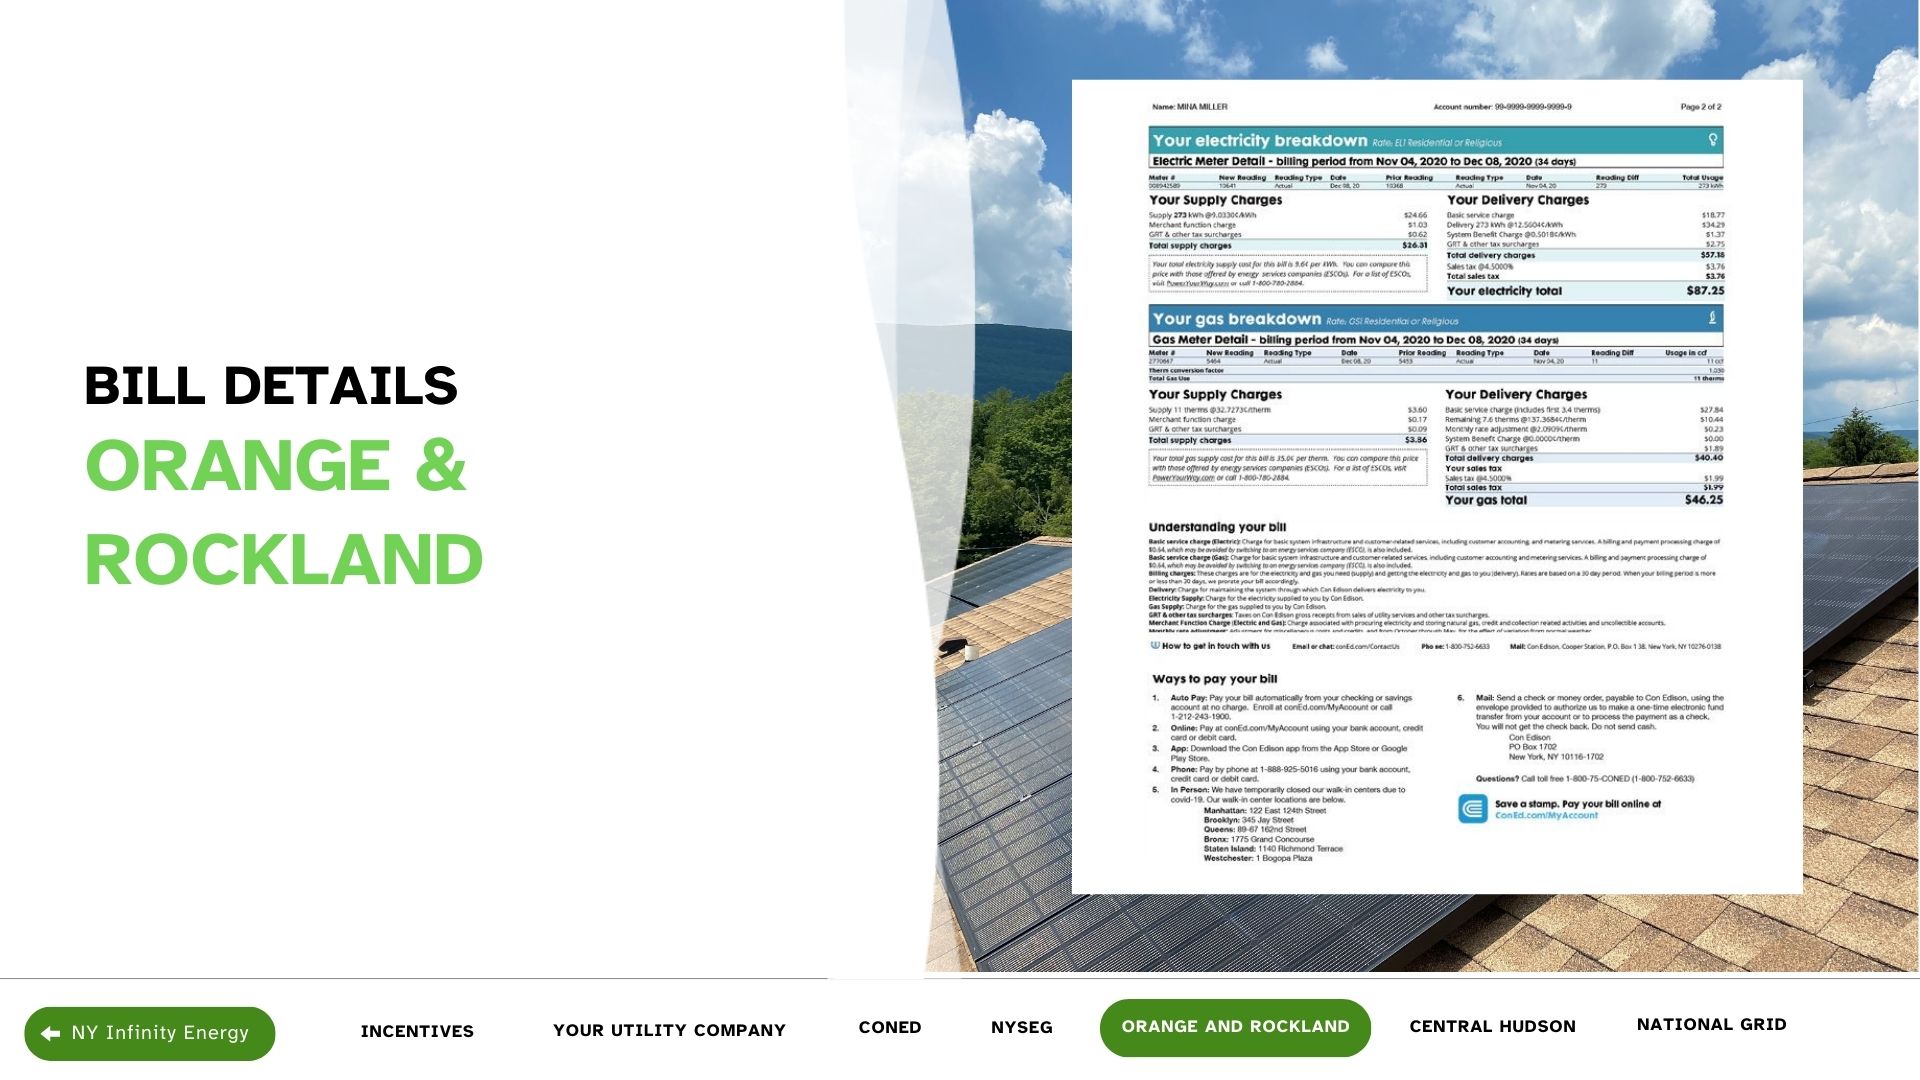 BILL DETAILS
ORANGE &
ROCKLAND
Name: MINA MILLER Account number: 99-9999-9999-9999-9 Page 2 of 2
Your electricity breakdown Rate: EL1 Residential or Religious
Electric Meter Detail - billing period from Nov 04, 2020 to Dec 08, 2020 (34 days)
Meter # New Reading Reading Type Date Prior Reading Reading Type Date Reading Diff Total Usage
008942589 10641 Actual Dec 08, 20 10368 Actual Nov 04, 20 273 273 kWh
Your Supply Charges
Supply 273 kWh @9.0330¢/kWh $24.66
Merchant function charge $1.03
GRT & other tax surcharges $0.62
Total supply charges $26.31
Your total electricity supply cost for this bill is 9.6¢ per kWh. You can compare this
price with those offered by energy services companies (ESCOs). For a list of ESCOs,
visit PowerYourWay.com or call 1-800-780-2884.
Your Delivery Charges
Basic service charge $18.77
Delivery 273 kWh @12.5604¢/kWh $34.29
System Benefit Charge @0.5018¢/kWh $1.37
GRT & other tax surcharges $2.75
Total delivery charges $57.18
Sales tax @4.5000% $3.76
Total sales tax $3.76
Your electricity total $87.25
Your gas breakdown Rate: GS1 Residential or Religious
Gas Meter Detail - billing period from Nov 04, 2020 to Dec 08, 2020 (34 days)
Meter # New Reading Reading Type Date Prior Reading Reading Type Date Reading Diff Usage in ccf
2770667 5464 Actual Dec 08, 20 5453 Actual Nov 04, 20 11 11 ccf
Therm conversion factor 1.030
Total Gas Use 11 therms
Your Supply Charges
Supply 11 therms @32.7273¢/therm $3.60
Merchant function charge $0.17
GRT & other tax surcharges $0.09
Total supply charges $3.86
Your total gas supply cost for this bill is 35.0¢ per therm. You can compare this price
with those offered by energy services companies (ESCOs). For a list of ESCOs, visit
PowerYourWay.com or call 1-800-780-2884.
Your Delivery Charges
Basic service charge (includes first 3.4 therms) $27.84
Remaining 7.6 therms @137.3684¢/therm $10.44
Monthly rate adjustment @2.0909¢/therm $0.23
System Benefit Charge @0.0000¢/therm $0.00
GRT & other tax surcharges $1.89
Total delivery charges $40.40
Your sales tax
Sales tax @4.5000% $1.99
Total sales tax $1.99
Your gas total $46.25
Understanding your bill
Basic service charge (Electric): Charge for basic system infrastructure and customer-related services, including customer accounting, and metering services. A billing and payment processing charge of
$0.64, which may be avoided by switching to an energy services company (ESCO), is also included.
Basic service charge (Gas): Charge for basic system infrastructure and customer-related services, including customer accounting and metering services. A billing and payment processing charge of
$0.64, which may be avoided by switching to an energy services company (ESCO), is also included.
Billing charges: These charges are for the electricity and gas you need (supply) and getting the electricity and gas to you (delivery). Rates are based on a 30 day period. When your billing period is more
or less than 30 days, we prorate your bill accordingly.
Delivery: Charge for maintaining the system through which Con Edison delivers electricity to you.
Electricity Supply: Charge for the electricity supplied to you by Con Edison.
Gas Supply: Charge for the gas supplied to you by Con Edison.
GRT & other tax surcharges: Taxes on Con Edison gross receipts from sales of utility services and other tax surcharges.
Merchant Function Charge (Electric and Gas): Charge associated with procuring electricity and storing natural gas, credit and collection related activities and uncollectible accounts.
Monthly rate adjustment: Adjustment for miscellaneous costs and credits, and from October through May, for the effect of variation from normal weather.
How to get in touch with us Email or chat: conEd.com/ContactUs Pho ne: 1-800-752-6633 Mail: Con Edison, Cooper Station, P.O. Box 1 38, New York, NY 10276-0138
Ways to pay your bill
1. Auto Pay: Pay your bill automatically from your checking or savings
account at no charge. Enroll at conEd.com/MyAccount or call
1-212-243-1900.
2. Online: Pay at conEd.com/MyAccount using your bank account, credit
card or debit card.
3. App: Download the Con Edison app from the App Store or Google
Play Store.
4. Phone: Pay by phone at 1-888-925-5016 using your bank account,
credit card or debit card.
5. In Person: We have temporarily closed our walk-in centers due to
covid-19. Our walk-in center locations are below.
Manhattan: 122 East 124th Street
Brooklyn: 345 Jay Street
Queens: 89-67 162nd Street
Bronx: 1775 Grand Concourse
Staten Island: 1140 Richmond Terrace
Westchester: 1 Bogopa Plaza
6. Mail: Send a check or money order, payable to Con Edison, using the
envelope provided to authorize us to make a one-time electronic fund
transfer from your account or to process the payment as a check.
You will not get the check back. Do not send cash.
Con Edison
PO Box 1702
New York, NY 10116-1702
Questions? Call toll free 1-800-75-CONED (1-800-752-6633)
Save a stamp. Pay your bill online at
ConEd.com/MyAccount
NY Infinity Energy
INCENTIVES
YOUR UTILITY COMPANY
CONED
NYSEG
ORANGE AND ROCKLAND
CENTRAL HUDSON
NATIONAL GRID